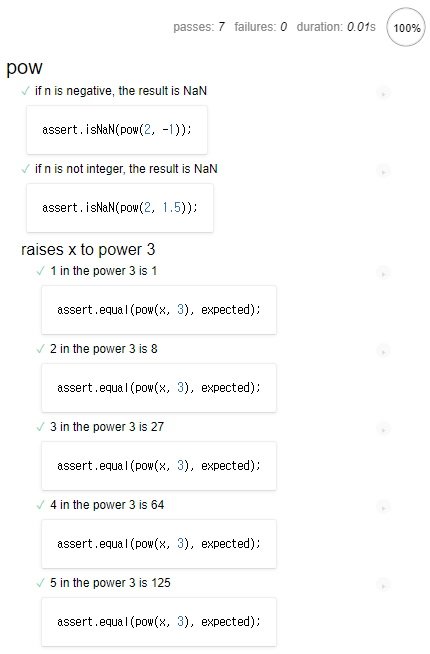 passes: 7 failures: 0 duration: 0.01s 100%
pow
✓ if n is negative, the result is NaN
assert.isNaN(pow(2, -1));
✓ if n is not integer, the result is NaN
assert.isNaN(pow(2, 1.5));
raises x to power 3
✓ 1 in the power 3 is 1
assert.equal(pow(x, 3), expected);
✓ 2 in the power 3 is 8
assert.equal(pow(x, 3), expected);
✓ 3 in the power 3 is 27
assert.equal(pow(x, 3), expected);
✓ 4 in the power 3 is 64
assert.equal(pow(x, 3), expected);
✓ 5 in the power 3 is 125
assert.equal(pow(x, 3), expected);